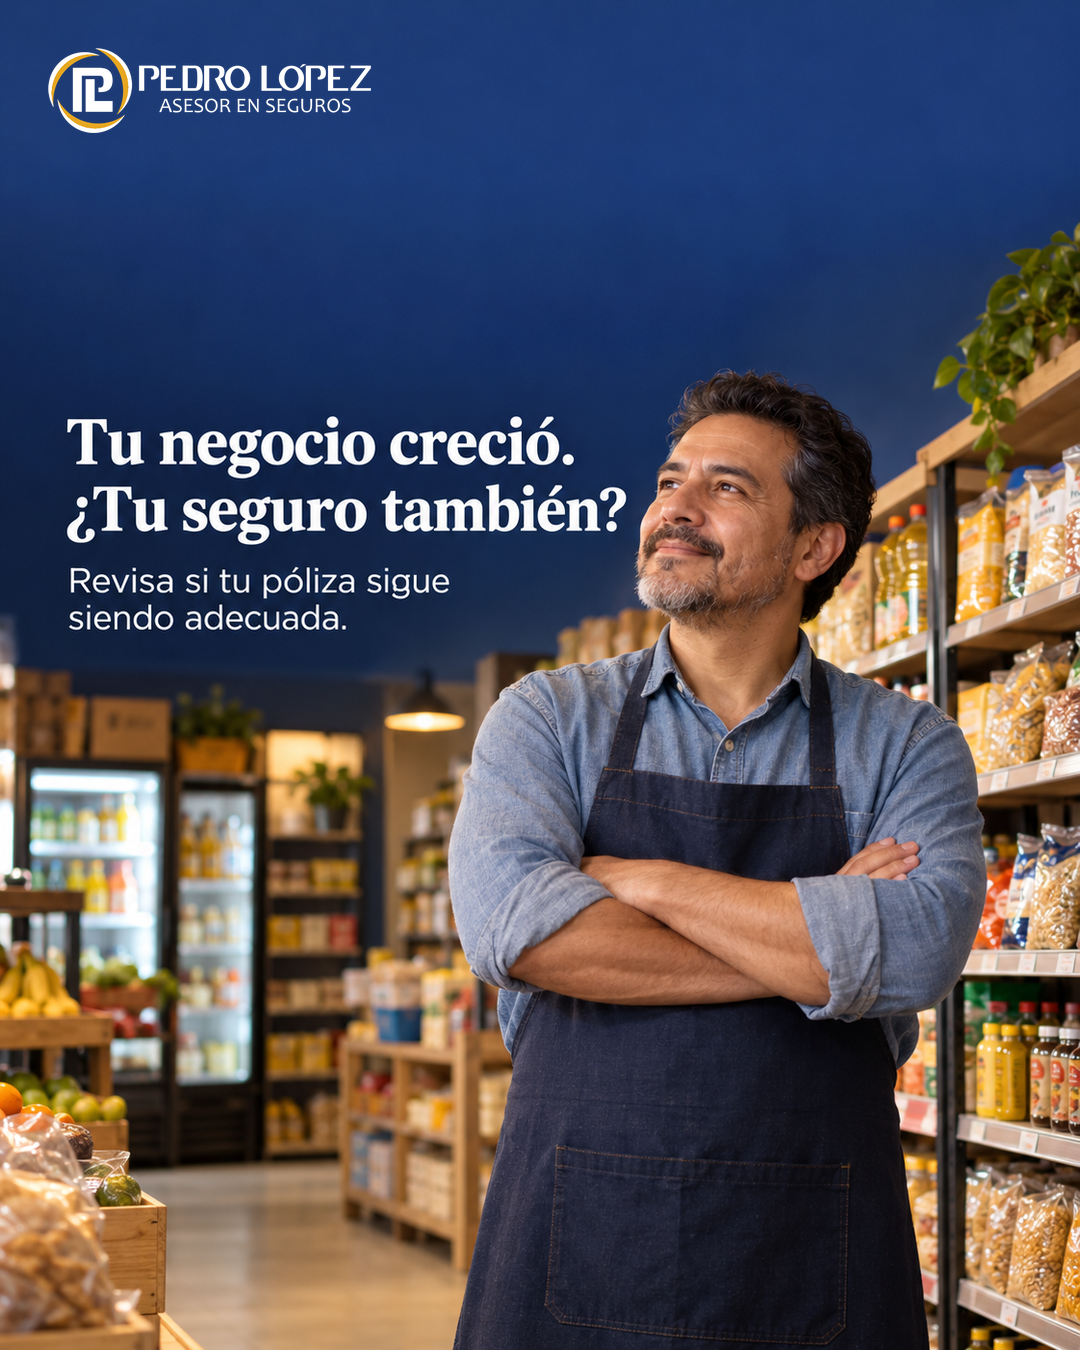 PEDRO LÓPEZ
ASESOR EN SEGUROS
Tu negocio creció.
¿Tu seguro también?
Revisa si tu póliza sigue
siendo adecuada.